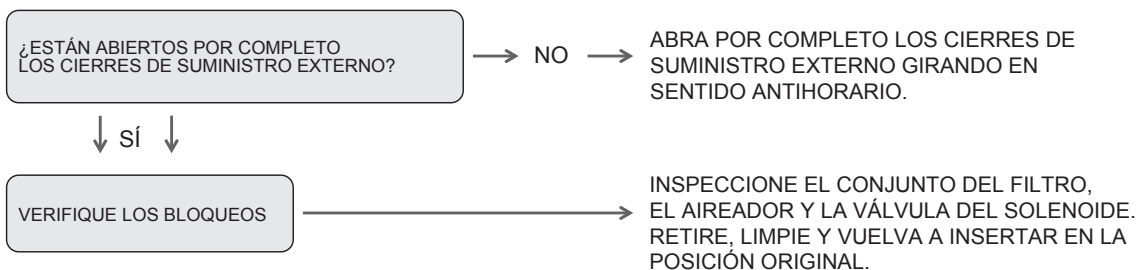 ¿ESTÁN ABIERTOS POR COMPLETO
LOS CIERRES DE SUMINISTRO EXTERNO?
NO
ABRA POR COMPLETO LOS CIERRES DE
SUMINISTRO EXTERNO GIRANDO EN
SENTIDO ANTIHORARIO.
SÍ
VERIFIQUE LOS BLOQUEOS
INSPECCIONE EL CONJUNTO DEL FILTRO,
EL AIREADOR Y LA VÁLVULA DEL SOLENOIDE.
RETIRE, LIMPIE Y VUELVA A INSERTAR EN LA
POSICIÓN ORIGINAL.